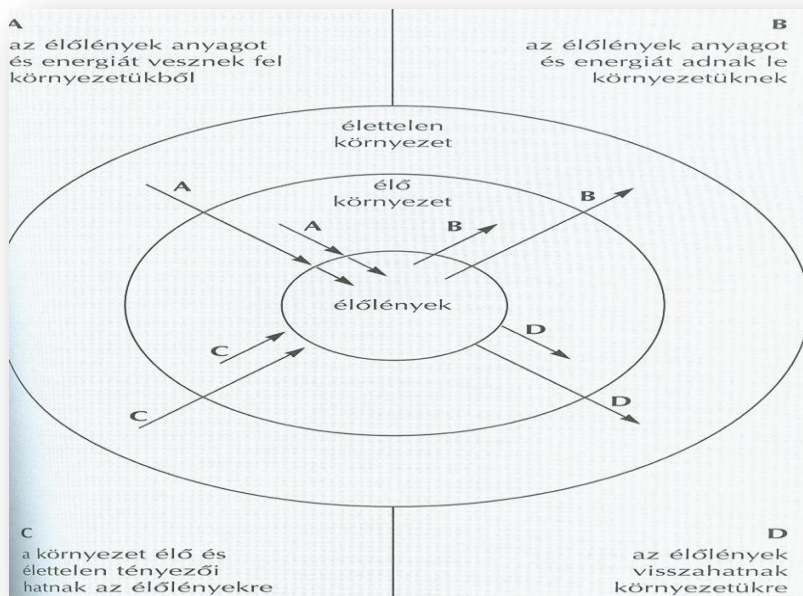 A
az élőlények anyagot
és energiát vesznek fel
környezetükből
B
az élőlények anyagot
és energiát adnak le
környezetüknek
élettelen
környezet
élő
környezet
A
A
B
B
élőlények
C
C
D
D
C
a környezet élő és
élettelen tényezői
hatnak az élőlényekre
D
az élőlények
visszahatnak
környezetükre